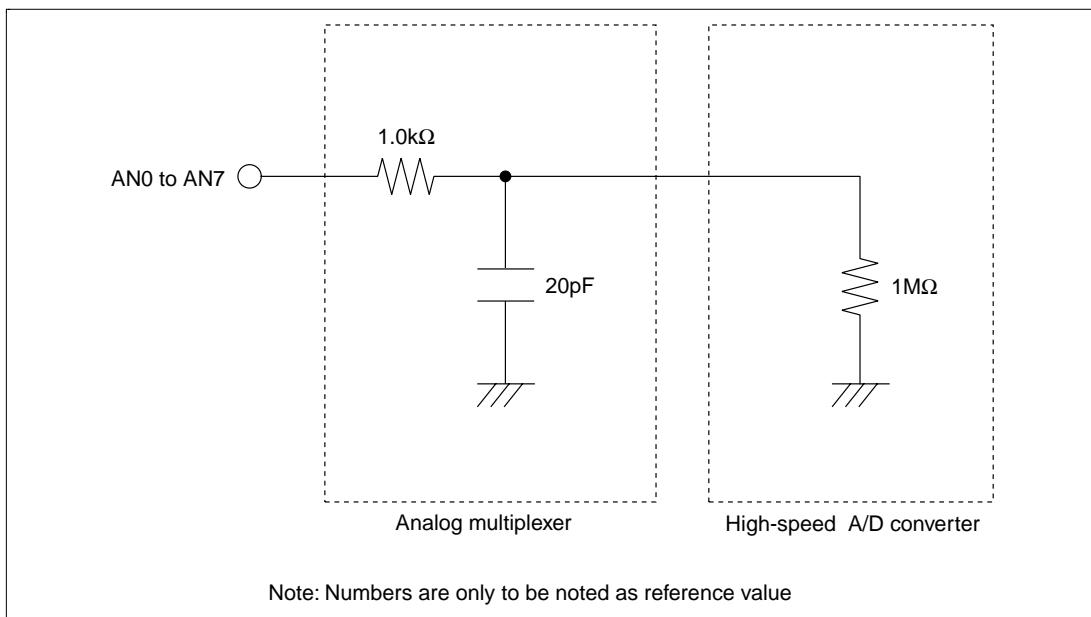 1.0kΩ
AN0 to AN7
20pF
1MΩ
Analog multiplexer
High-speed A/D converter
Note: Numbers are only to be noted as reference value